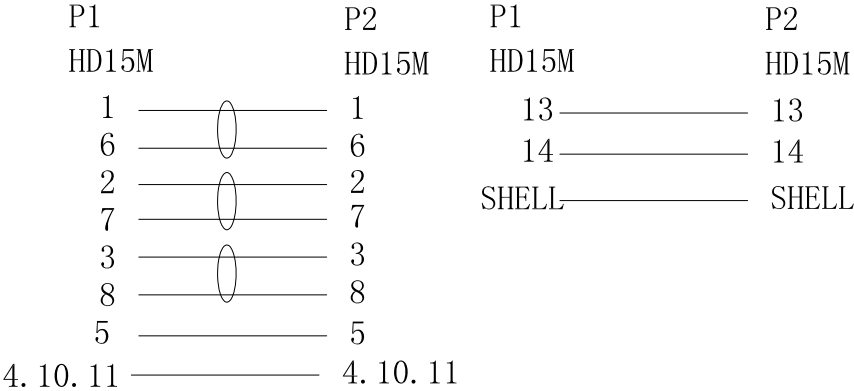 P1 P2
HD15M HD15M
1 1
6 6
2 2
7 7
3 3
8 8
5 5
4.10.11 4.10.11
P1 P2
HD15M HD15M
13 13
14 14
SHELL SHELL